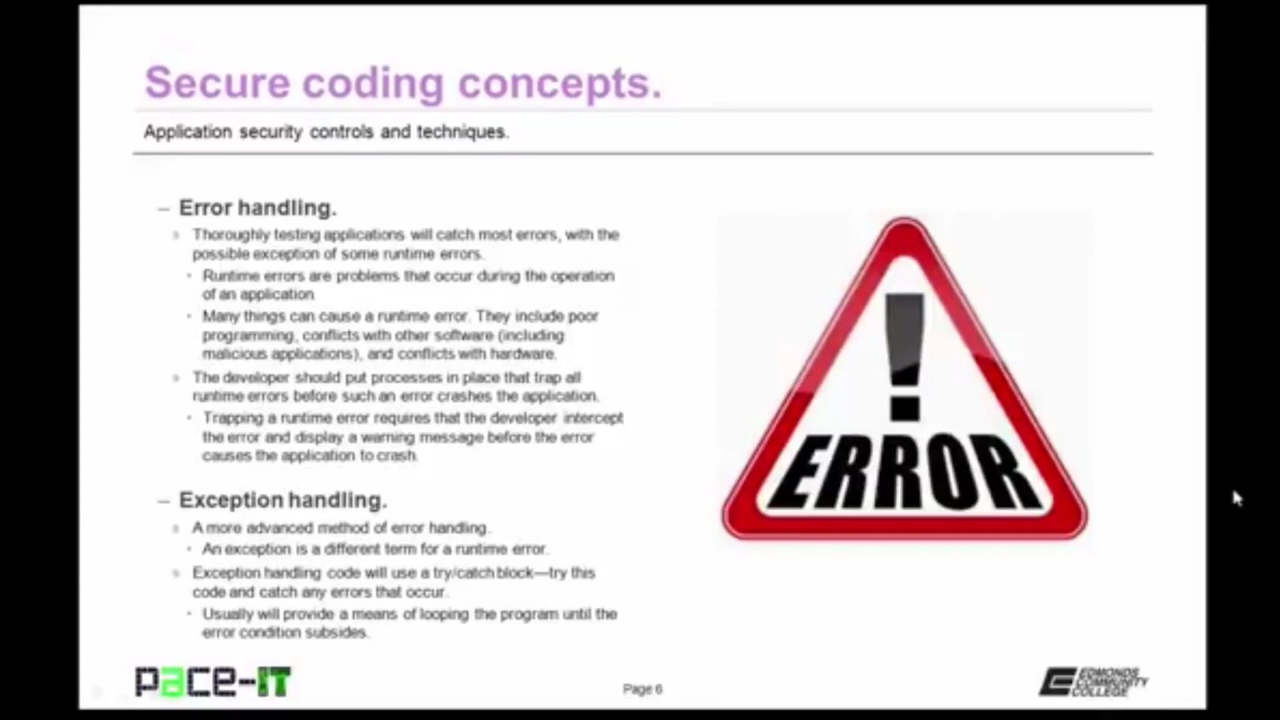 Secure coding concepts.
Application security controls and techniques.
– Error handling.
» Thoroughly testing applications will catch most errors, with the
possible exception of some runtime errors.
• Runtime errors are problems that occur during the operation
of an application.
• Many things can cause a runtime error. They include poor
programming, conflicts with other software (including
malicious applications), and conflicts with hardware.
» The developer should put processes in place that trap all
runtime errors before such an error crashes the application.
• Trapping a runtime error requires that the developer intercept
the error and display a warning message before the error
causes the application to crash.
– Exception handling.
» A more advanced method of error handling.
• An exception is a different term for a runtime error.
» Exception handling code will use a try/catch block—try this
code and catch any errors that occur.
• Usually will provide a means of looping the program until the
error condition subsides.
!
ERROR
pace-IT
Page 6
EDMONDS
COMMUNITY
COLLEGE